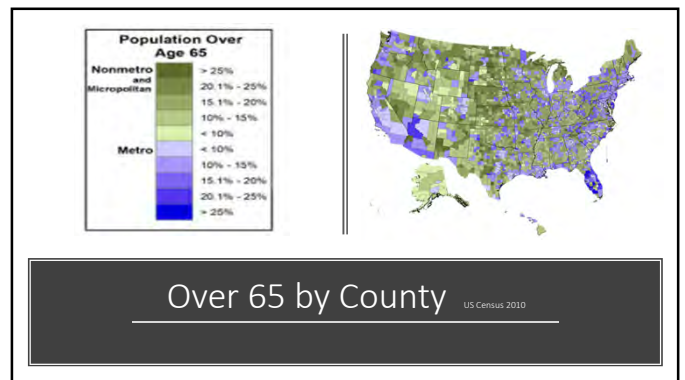 Population Over
Age 65
Nonmetro
and
Micropolitan
> 25%
20.1% - 25%
15.1% - 20%
10% - 15%
< 10%
Metro
< 10%
10% - 15%
15.1% - 20%
20.1% - 25%
> 25%
Over 65 by County US Census 2010